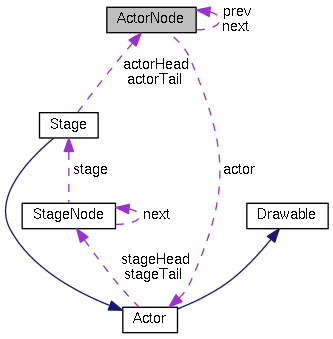 ActorNode
prev
next
actorHead
actorTail
Stage
stage
actor
StageNode
next
Drawable
stageHead
stageTail
Actor